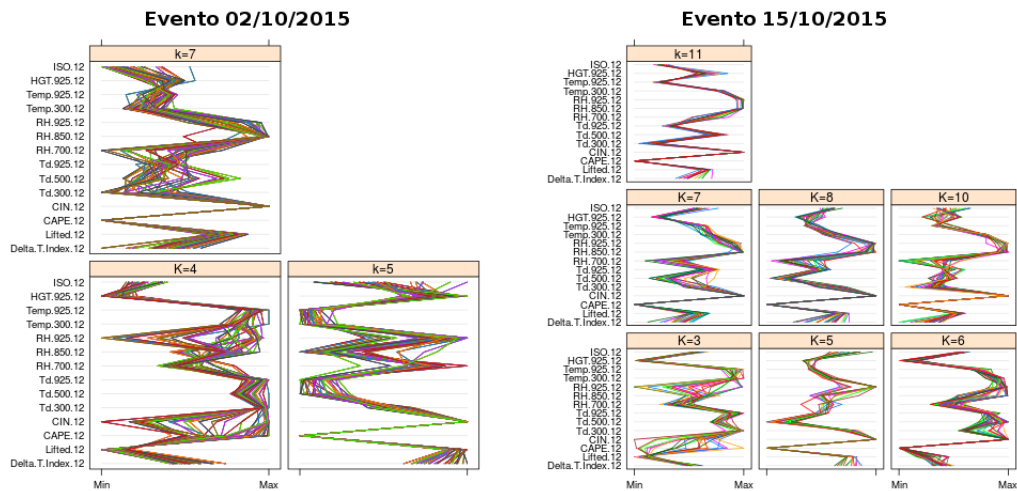 Evento 02/10/2015
k=7
ISO.12
HGT.925.12
Temp.925.12
Temp.300.12
RH.925.12
RH.850.12
RH.700.12
Td.925.12
Td.500.12
Td.300.12
CIN.12
CAPE.12
Lifted.12
Delta.T.Index.12
K=4
k=5
ISO.12
HGT.925.12
Temp.925.12
Temp.300.12
RH.925.12
RH.850.12
RH.700.12
Td.925.12
Td.500.12
Td.300.12
CIN.12
CAPE.12
Lifted.12
Delta.T.Index.12
Min
Max
Evento 15/10/2015
k=11
ISO.12
HGT.925.12
Temp.925.12
Temp.300.12
RH.925.12
RH.850.12
RH.700.12
Td.925.12
Td.500.12
Td.300.12
CIN.12
CAPE.12
Lifted.12
Delta.T.Index.12
K=7
K=8
K=10
ISO.12
HGT.925.12
Temp.925.12
Temp.300.12
RH.925.12
RH.850.12
RH.700.12
Td.925.12
Td.500.12
Td.300.12
CIN.12
CAPE.12
Lifted.12
Delta.T.Index.12
K=3
K=5
K=6
ISO.12
HGT.925.12
Temp.925.12
Temp.300.12
RH.925.12
RH.850.12
RH.700.12
Td.925.12
Td.500.12
Td.300.12
CIN.12
CAPE.12
Lifted.12
Delta.T.Index.12
Min
Max
Min
Max